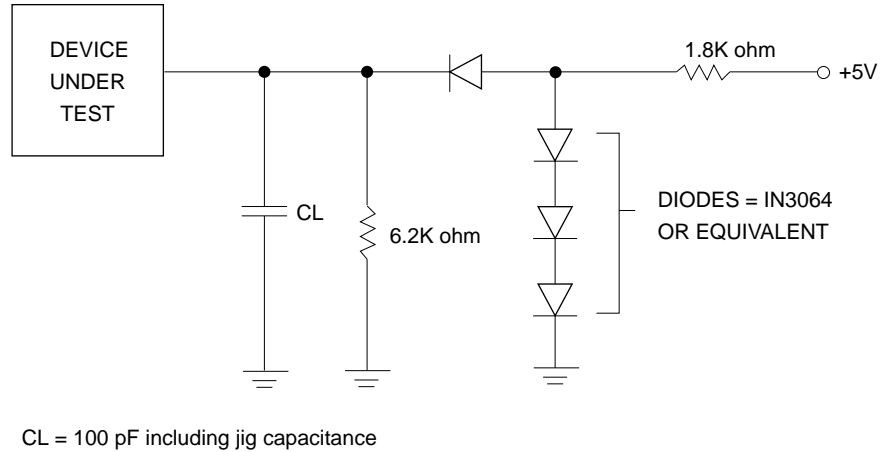 DEVICE
UNDER
TEST
1.8K ohm
+5V
CL
6.2K ohm
DIODES = IN3064
OR EQUIVALENT
CL = 100 pF including jig capacitance